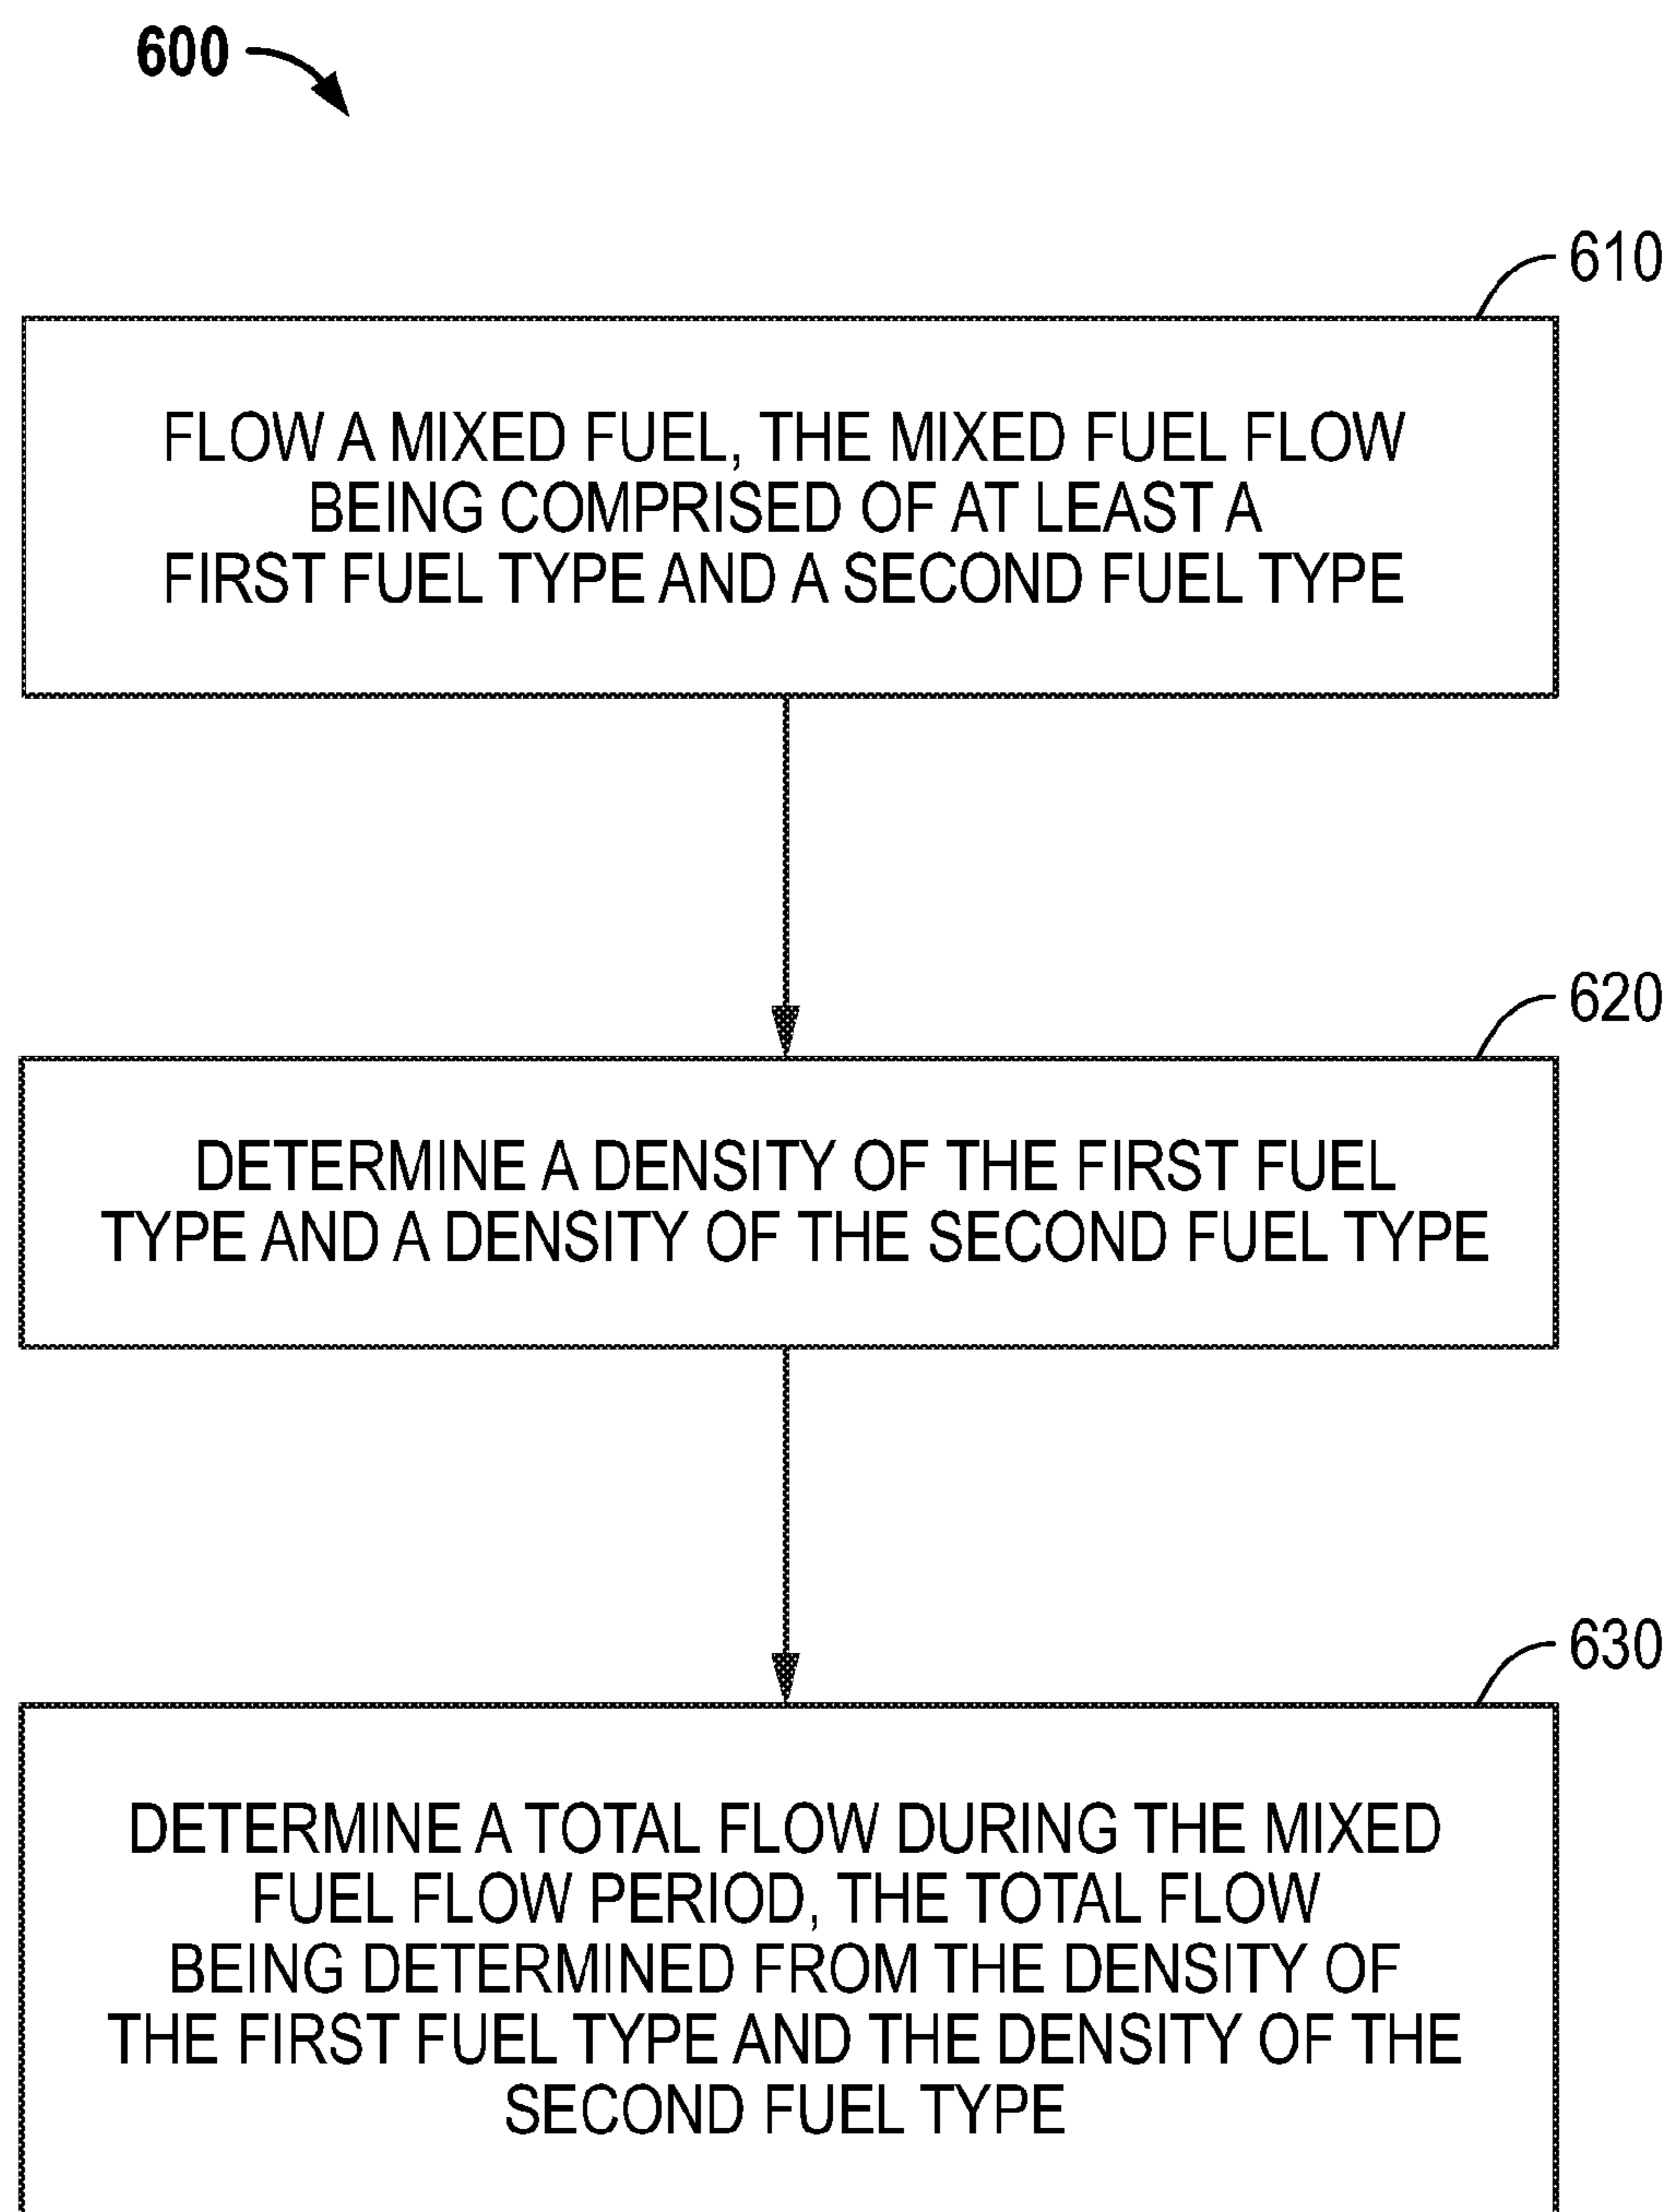 600
610
FLOW A MIXED FUEL, THE MIXED FUEL FLOW
BEING COMPRISED OF AT LEAST A
FIRST FUEL TYPE AND A SECOND FUEL TYPE
620
DETERMINE A DENSITY OF THE FIRST FUEL
TYPE AND A DENSITY OF THE SECOND FUEL TYPE
630
DETERMINE A TOTAL FLOW DURING THE MIXED
FUEL FLOW PERIOD, THE TOTAL FLOW
BEING DETERMINED FROM THE DENSITY OF
THE FIRST FUEL TYPE AND THE DENSITY OF THE
SECOND FUEL TYPE